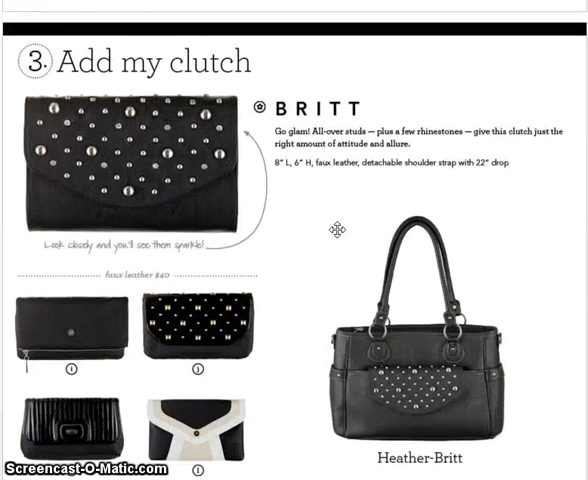 3. Add my clutch
BRITT
Go glam! All-over studs — plus a few rhinestones — give this clutch just the
right amount of attitude and allure.
8" L, 6" H, faux leather, detachable shoulder strap with 22" drop
Look closely and you'll see them sparkle!
faux leather $40
I
J
I
Heather-Britt
Screencast-O-Matic.com